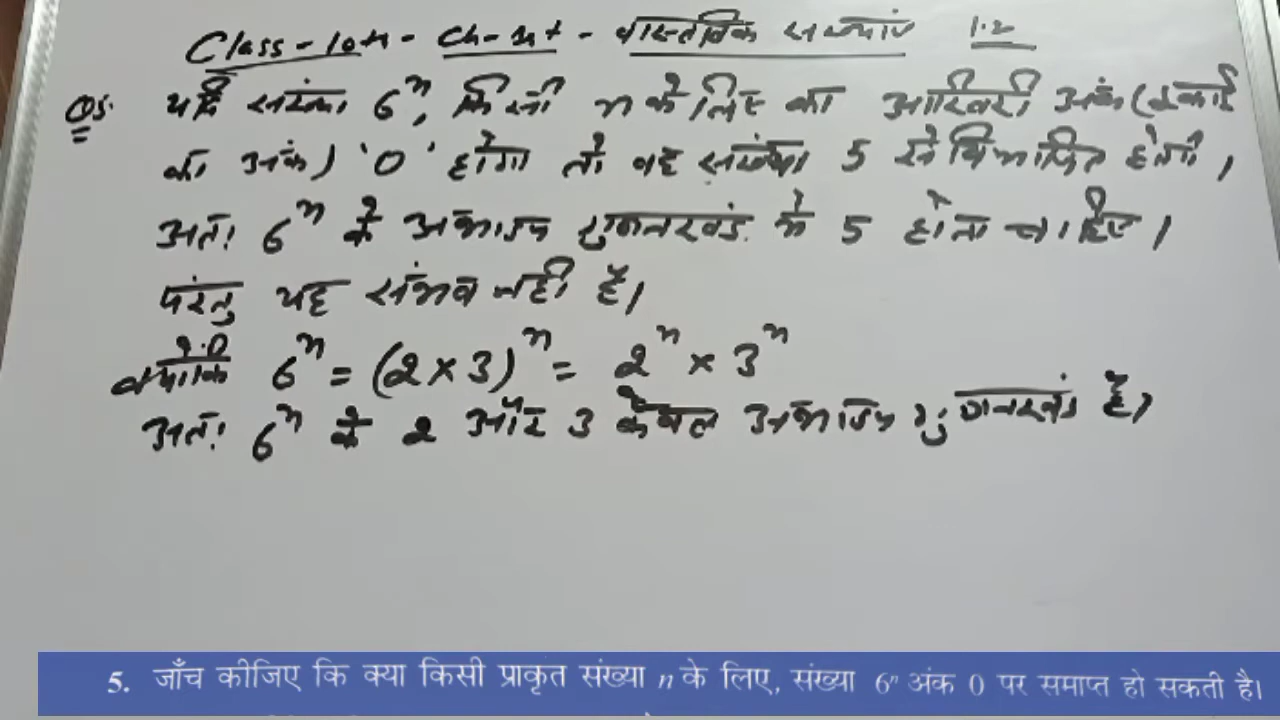 Class-10th - Ch-1st - वास्तविक संख्याएं 1.2
Q5. यदि संख्या 6ⁿ, किसी n के लिए का आखिरी अंक (इकाई
का अंक) '0' होगा तो वह संख्या 5 से विभाजित होगी,
अतः 6ⁿ के अभाज्य गुणनखंड में 5 होना चाहिए।
परंतु यह संभव नहीं है।
क्योंकि 6ⁿ = (2×3)ⁿ = 2ⁿ × 3ⁿ
अतः 6ⁿ के 2 और 3 केवल अभाज्य गुणनखंड है,
5. जाँच कीजिए कि क्या किसी प्राकृत संख्या n के लिए, संख्या 6ⁿ अंक 0 पर समाप्त हो सकती है।